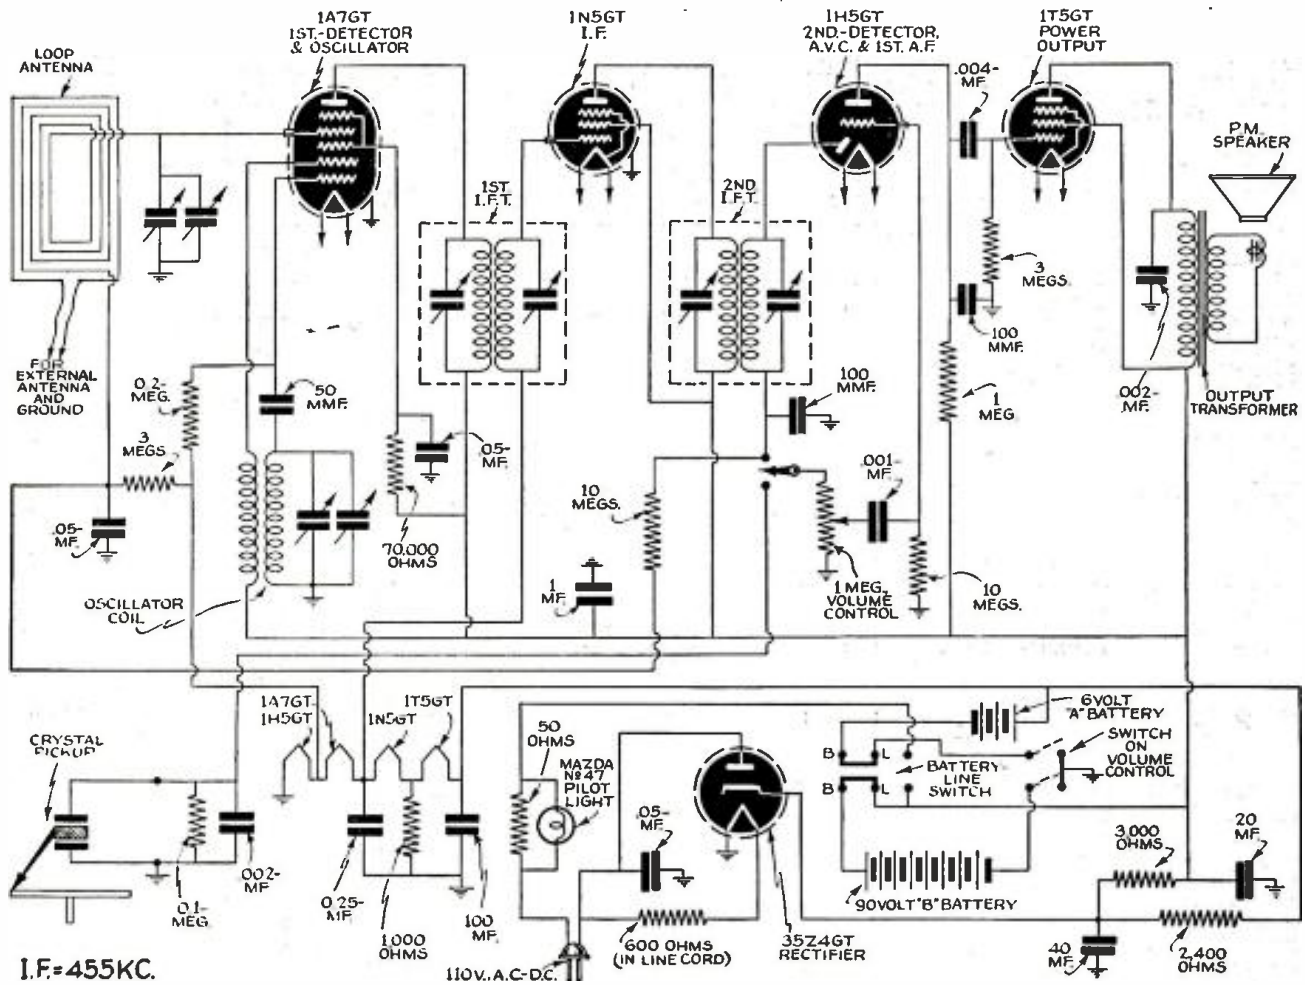 1A7GT
1ST.-DETECTOR
& OSCILLATOR
1N5GT
I.F.
1H5GT
2ND.-DETECTOR,
A.V.C. & 1ST. A.F.
1T5GT
POWER
OUTPUT
LOOP
ANTENNA
.004-
MF.
P.M.
SPEAKER
1ST
I.F.T.
2ND
I.F.T.
3
MEGS.
100
MMF.
FOR
EXTERNAL
ANTENNA
AND
GROUND
0.2-
MEG.
50
MMF.
100
MMF.
1
MEG.
.002-
MF.
OUTPUT
TRANSFORMER
3
MEGS.
.05-
MF.
10
MEGS.
.001-
MF.
.05-
MF.
70,000
OHMS
OSCILLATOR
COIL
1
MF.
1 MEG.
VOLUME
CONTROL
10
MEGS.
1A7GT
1H5GT
1N5GT
1T5GT
50
OHMS
MAZDA
Nº47
PILOT
LIGHT
6 VOLT
"A" BATTERY
SWITCH
ON
VOLUME
CONTROL
B
L
BATTERY
LINE
SWITCH
B
L
CRYSTAL
PICKUP
.05-
MF.
3,000
OHMS
20
MF.
0.1-
MEG.
.002-
MF.
0.25-
MF.
1,000
OHMS
100
MF.
90 VOLT "B" BATTERY
600 OHMS
(IN LINE CORD)
35Z4GT
RECTIFIER
40
MF.
2,400
OHMS
110V., A.C.-D.C.
I.F.=455KC.